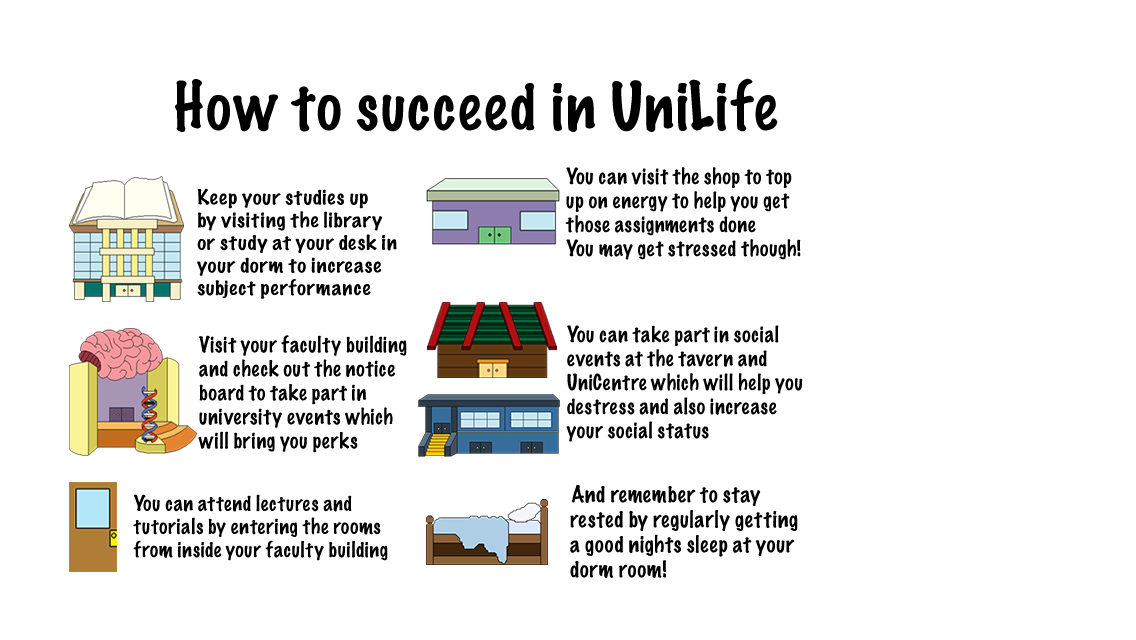 How to succeed in UniLife
Keep your studies up
by visiting the library
or study at your desk in
your dorm to increase
subject performance
You can visit the shop to top
up on energy to help you get
those assignments done
You may get stressed though!
Visit your faculty building
and check out the notice
board to take part in
university events which
will bring you perks
You can take part in social
events at the tavern and
UniCentre which will help you
destress and also increase
your social status
You can attend lectures and
tutorials by entering the rooms
from inside your faculty building
And remember to stay
rested by regularly getting
a good nights sleep at your
dorm room!